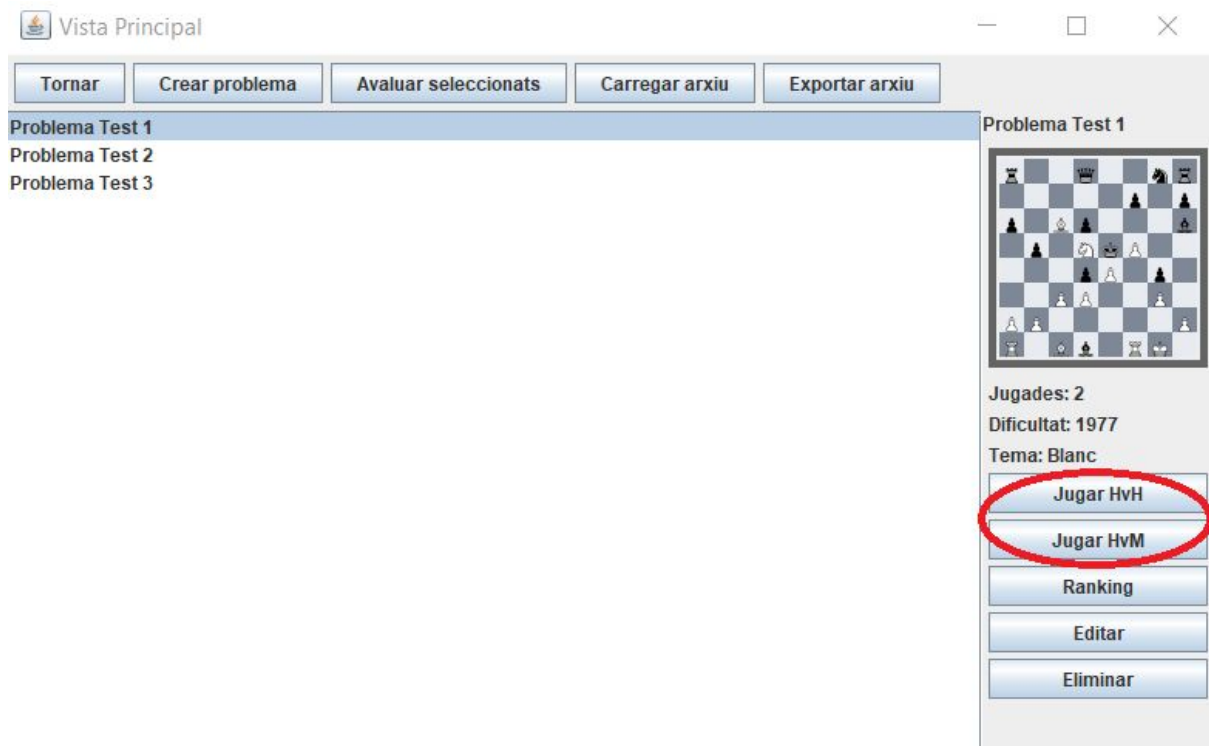 Vista Principal
Tornar Crear problema Avaluar seleccionats Carregar arxiu Exportar arxiu
Problema Test 1
Problema Test 2
Problema Test 3
Problema Test 1
Jugades: 2
Dificultat: 1977
Tema: Blanc
Jugar HvH
Jugar HvM
Ranking
Editar
Eliminar